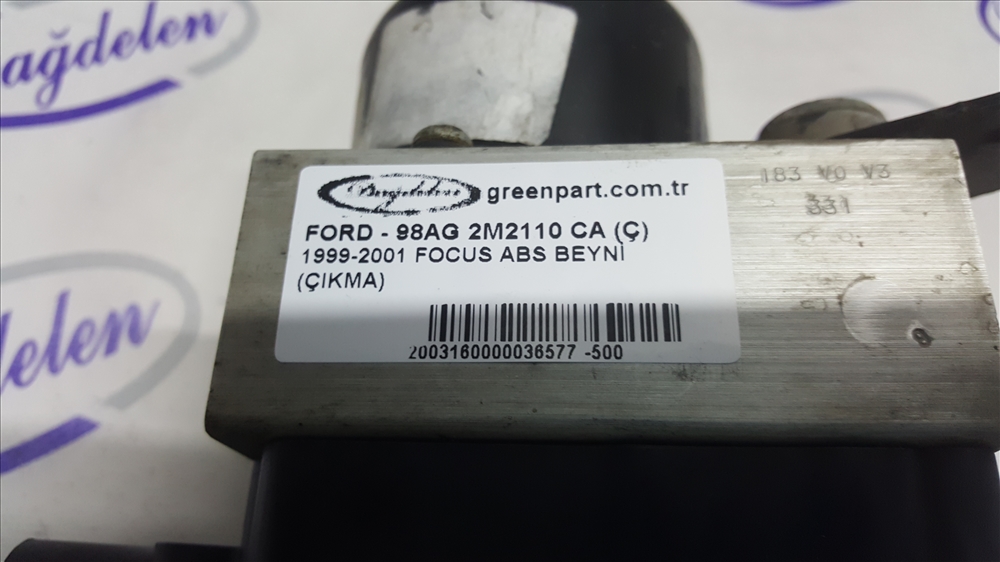 ağdelen
greenpart.com.tr
FORD - 98AG 2M2110 CA (Ç)
1999-2001 FOCUS ABS BEYNİ
(ÇIKMA)
2003160000036577 -500
183 V0 V3
331
ğdelen